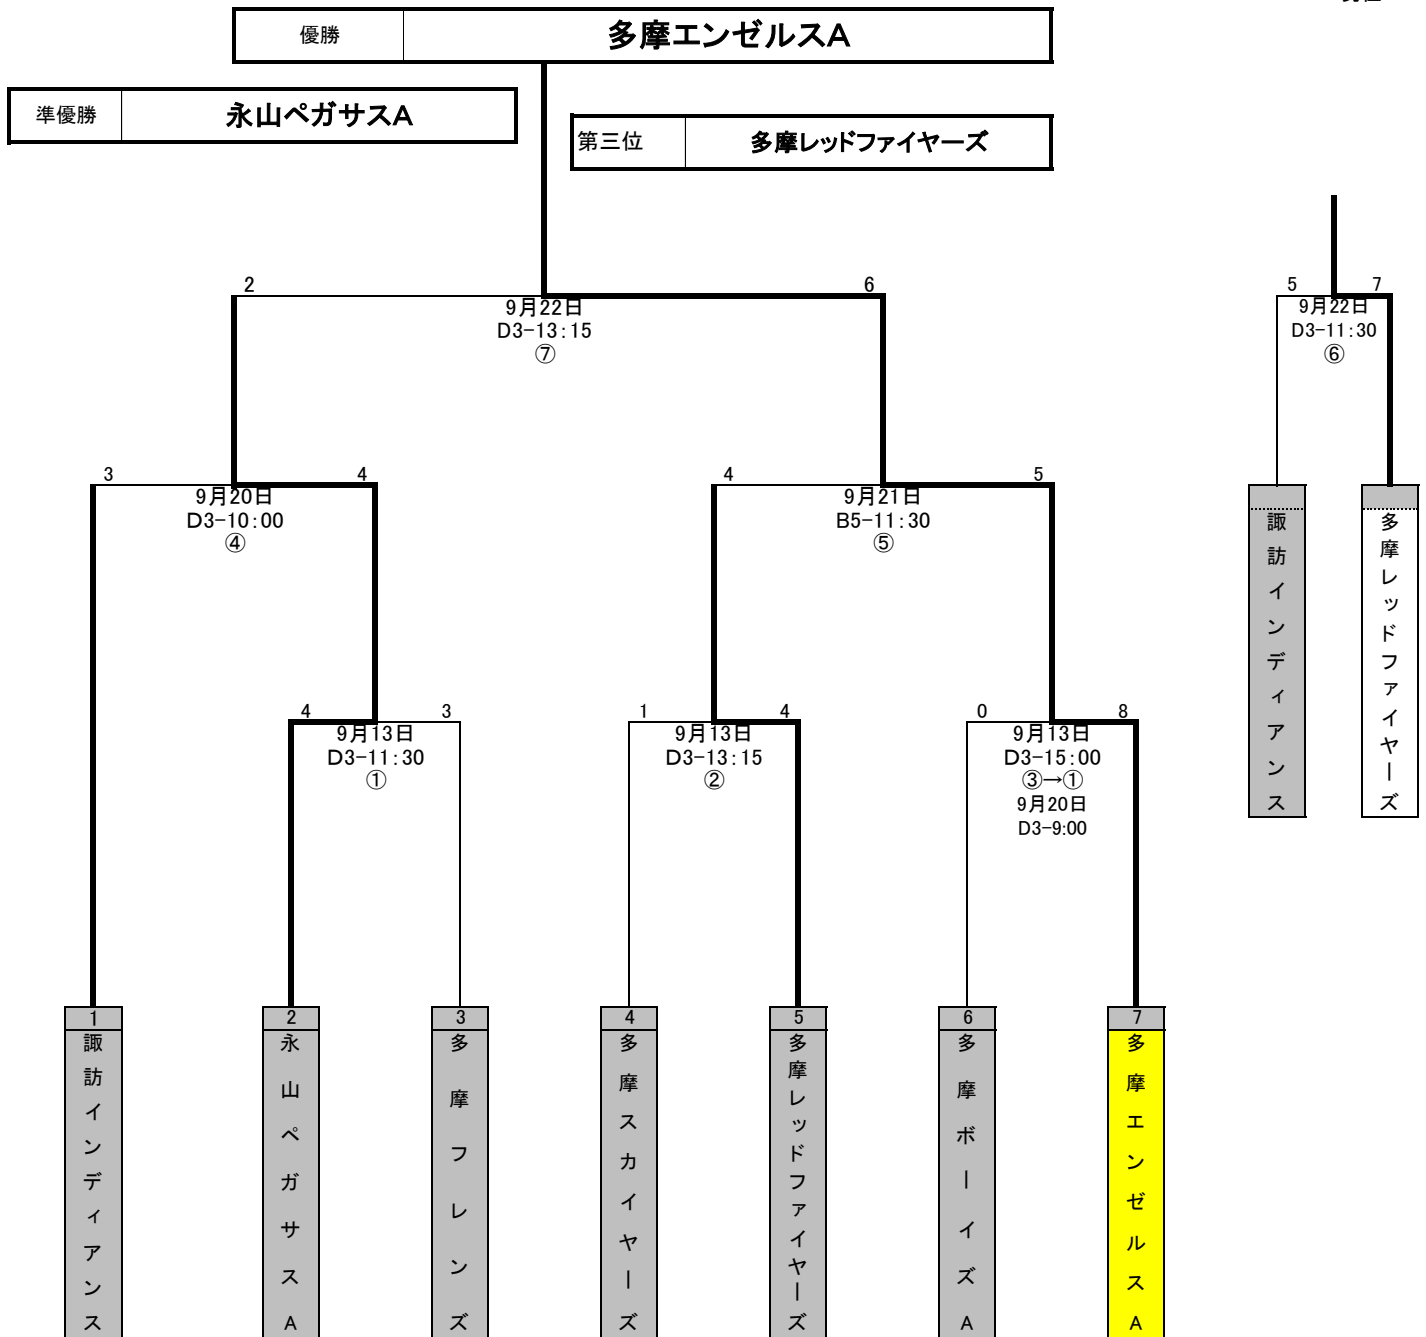 優勝 多摩エンゼルスA
準優勝 永山ペガサスA
第三位 多摩レッドファイヤーズ
2 6
9月22日
D3-13:15
⑦
5 7
9月22日
D3-11:30
⑥
3 4
9月20日
D3-10:00
④
4 5
9月21日
B5-11:30
⑤
諏訪インディアンス
多摩レッドファイヤーズ
4 3
9月13日
D3-11:30
①
1 4
9月13日
D3-13:15
②
0 8
9月13日
D3-15:00
③→①
9月20日
D3-9:00
1
諏訪インディアンス
2
永山ペガサスA
3
多摩フレンズ
4
多摩スカイヤーズ
5
多摩レッドファイヤーズ
6
多摩ボーイズA
7
多摩エンゼルスA